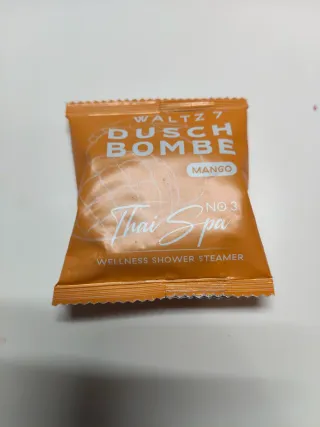 WALTZ 7
DUSCH
BOMBE
MANGO
NO 3
Thai Spa
WELLNESS SHOWER STEAMER